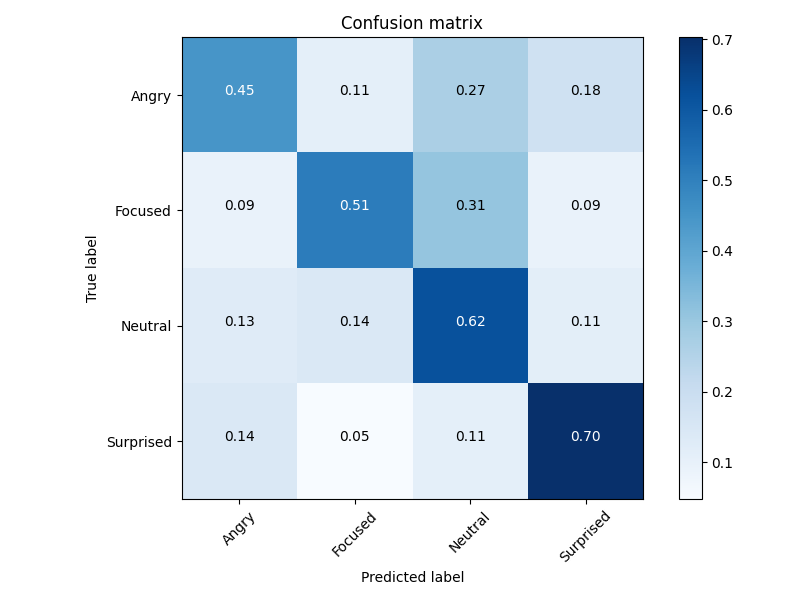 Confusion matrix
Angry 0.45 0.11 0.27 0.18
Focused 0.09 0.51 0.31 0.09
Neutral 0.13 0.14 0.62 0.11
Surprised 0.14 0.05 0.11 0.70
Angry Focused Neutral Surprised
Predicted label
True label
0.7
0.6
0.5
0.4
0.3
0.2
0.1